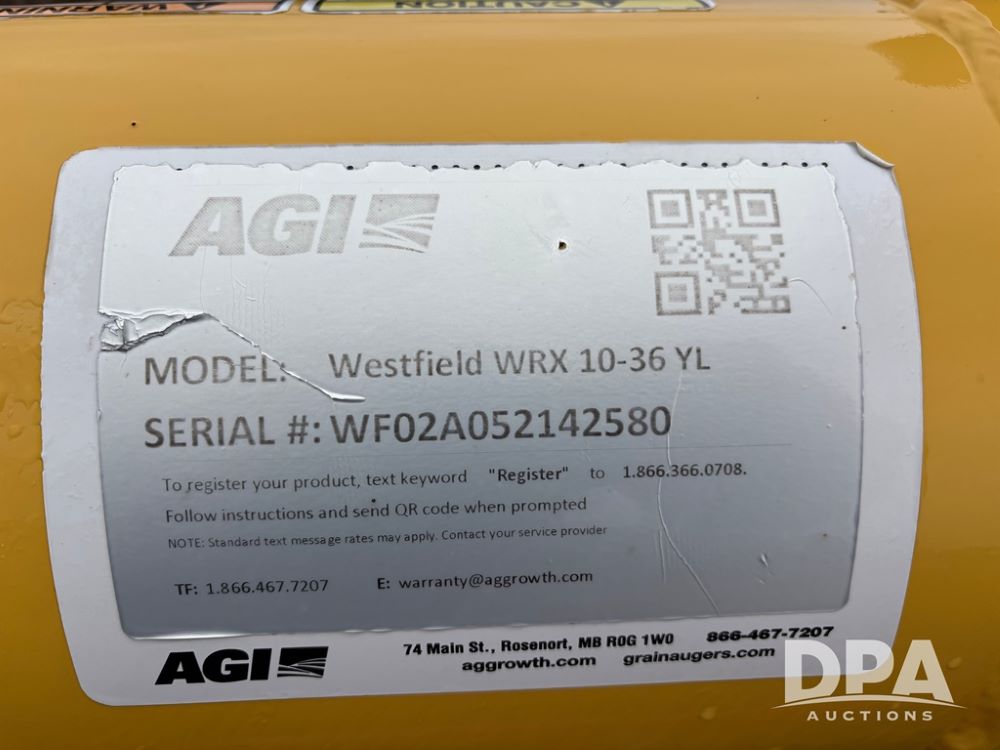 ⚠WARNING
⚠CAUTION
AGI
MODEL: Westfield WRX 10-36 YL
SERIAL #: WF02A052142580
To register your product, text keyword "Register" to 1.866.366.0708.
Follow instructions and send QR code when prompted
NOTE: Standard text message rates may apply. Contact your service provider
TF: 1.866.467.7207 E: warranty@aggrowth.com
AGI
74 Main St., Rosenort, MB R0G 1W0 866-467-7207
aggrowth.com grainaugers.com
DPA
AUCTIONS